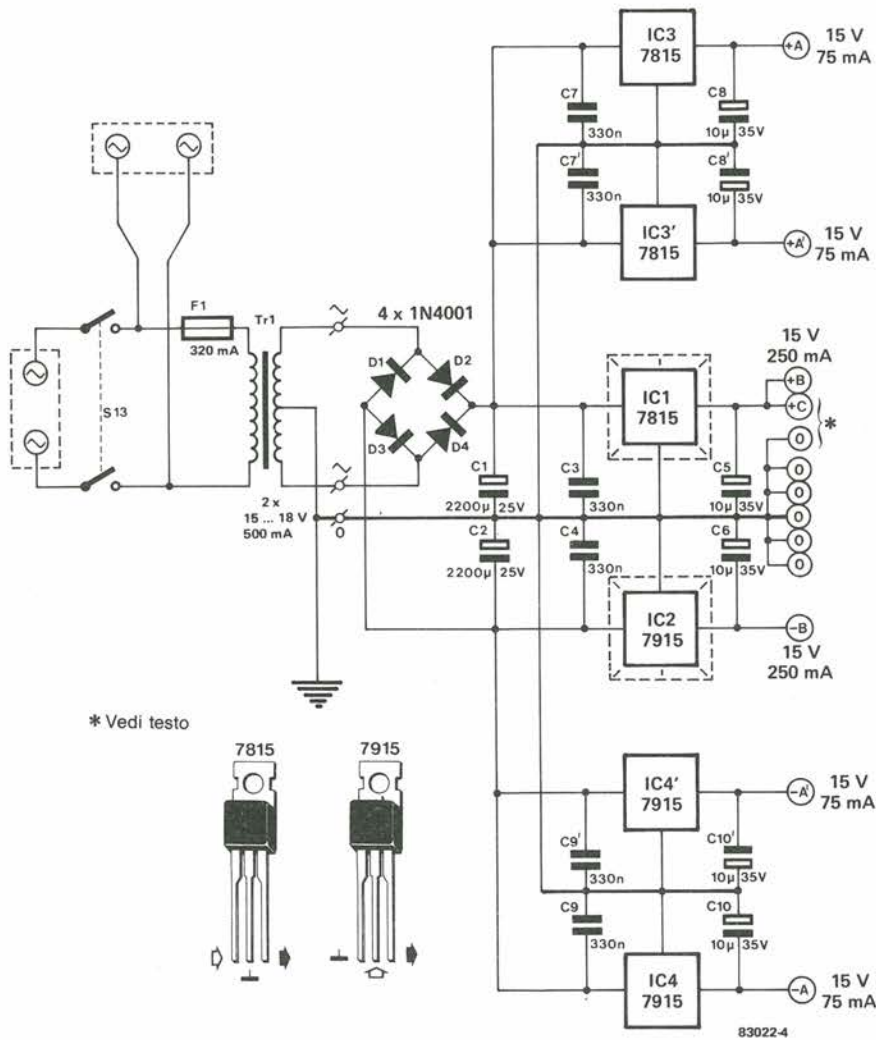 IC3
7815
+A
15 V
75 mA
C7
330n
C8
10µ 35V
C7'
330n
C8'
10µ 35V
IC3'
7815
+A'
15 V
75 mA
F1
320 mA
Tr1
4 x 1N4001
D1
D2
D3
D4
S13
2 x
15 ... 18 V
500 mA
0
C1
2200µ 25V
C2
2200µ 25V
C3
330n
C4
330n
IC1
7815
15 V
250 mA
+B
+C
*
0
0
0
0
0
0
C5
10µ 35V
C6
10µ 35V
IC2
7915
−B
15 V
250 mA
* Vedi testo
7815
7915
IC4'
7915
−A'
15 V
75 mA
C9'
330n
C10'
10µ 35V
C9
330n
C10
10µ 35V
IC4
7915
−A
15 V
75 mA
83022-4